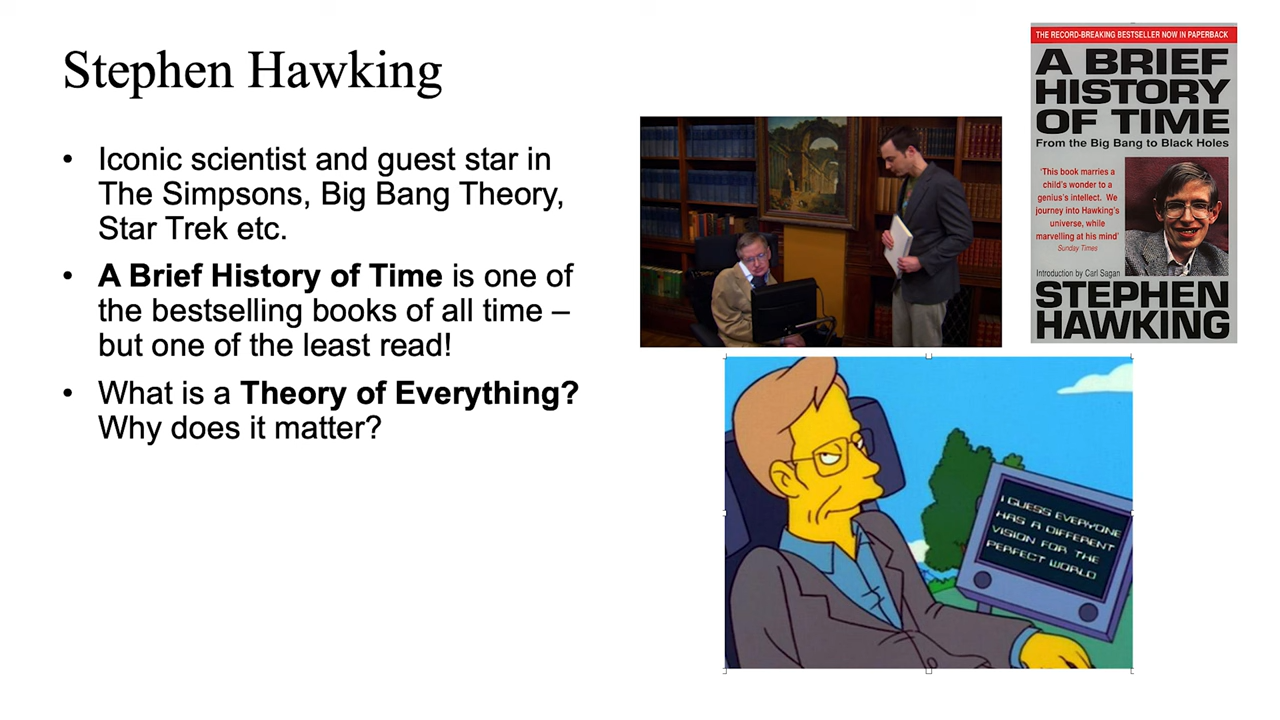 Stephen Hawking
• Iconic scientist and guest star in
The Simpsons, Big Bang Theory,
Star Trek etc.
• A Brief History of Time is one of
the bestselling books of all time –
but one of the least read!
• What is a Theory of Everything?
Why does it matter?
THE RECORD-BREAKING BESTSELLER NOW IN PAPERBACK
A BRIEF
HISTORY
OF TIME
From the Big Bang to Black Holes
'This book marries a
child's wonder to a
genius's intellect. We
journey into Hawking's
universe, while
marvelling at his mind'
Sunday Times
Introduction by Carl Sagan
STEPHEN
HAWKING
I GUESS EVERYONE
HAS A DIFFERENT
VISION FOR THE
PERFECT WORLD